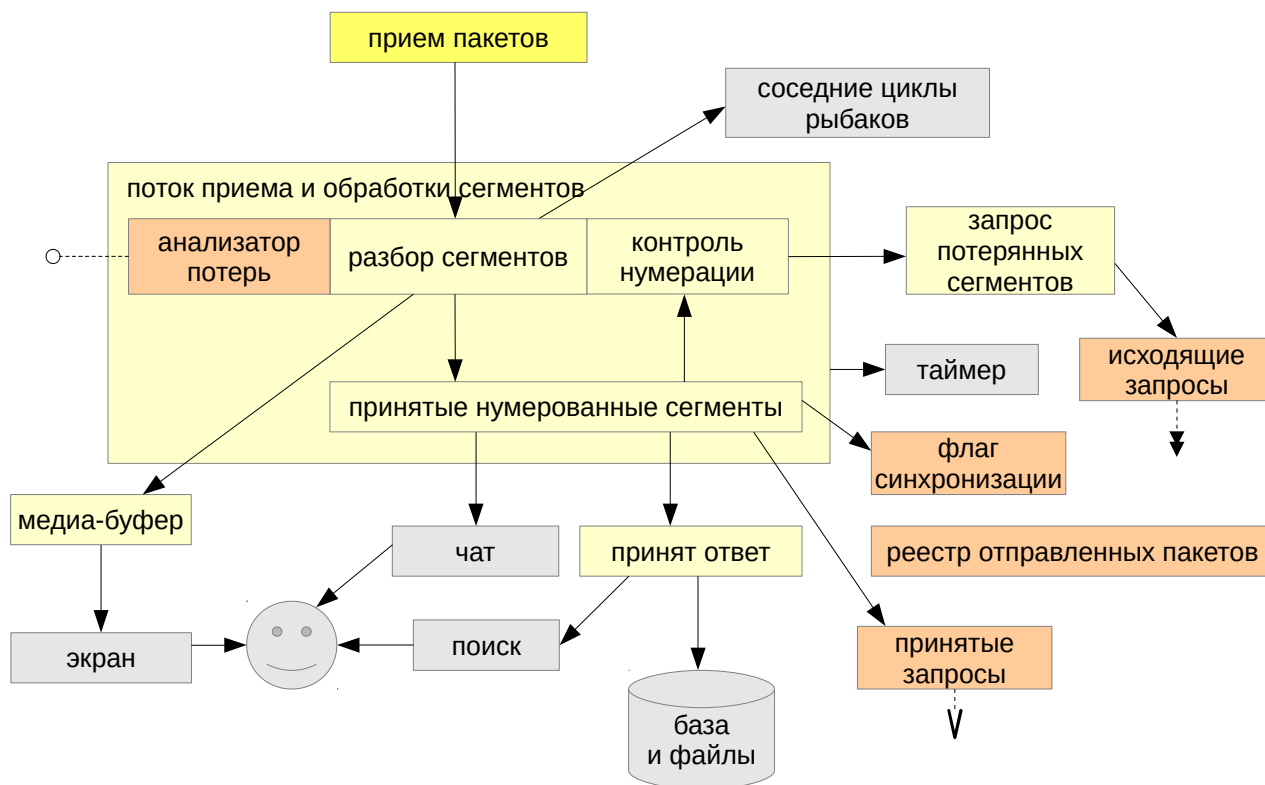 прием пакетов
соседние циклы
рыбаков
поток приема и обработки сегментов
анализатор
потерь
разбор сегментов
контроль
нумерации
запрос
потерянных
сегментов
исходящие
запросы
таймер
принятые нумерованные сегменты
флаг
синхронизации
медиа-буфер
чат
принят ответ
реестр отправленных пакетов
экран
поиск
принятые
запросы
база
и файлы